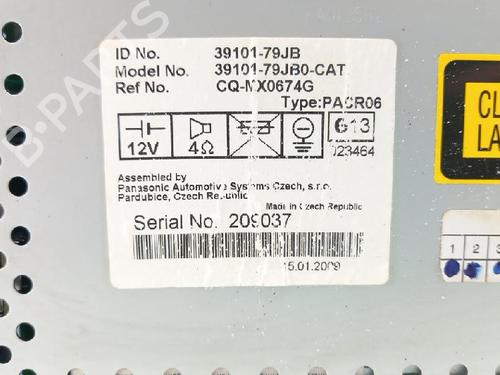 ID No. 39101-79JB
Model No. 39101-79JB0-CAT
Ref No. CQ-MX0674G
Type:PACR06
12V 4Ω e13
023464
Assembled by
Panasonic Automotive Systems Czech, s.r.o.
Pardubice, Czech Republic
Made in Czech Republic
Serial No. 209037
15.01.2009
1 2 3
B-PARTS